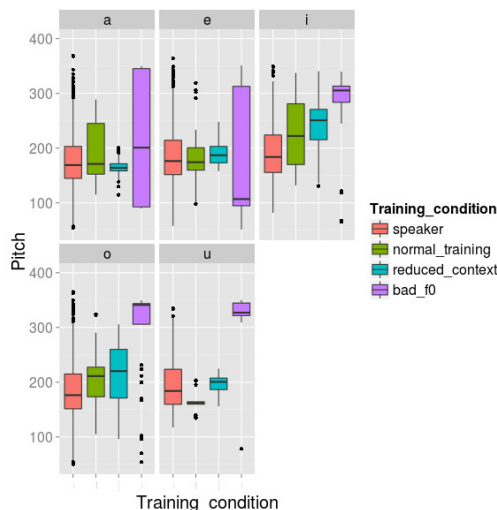 a e i
400
300
200
100
Pitch
o u
400
300
200
100
Training_condition
Training_condition
speaker
normal_training
reduced_context
bad_f0